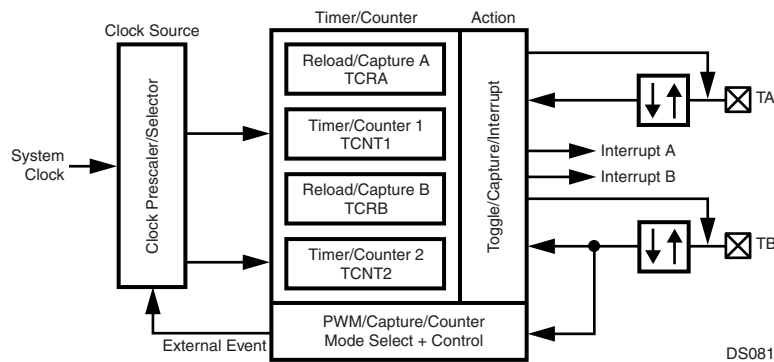 Timer/Counter
Action
Clock Source
Reload/Capture A
TCRA
Timer/Counter 1
TCNT1
Reload/Capture B
TCRB
Timer/Counter 2
TCNT2
PWM/Capture/Counter
Mode Select + Control
Clock Prescaler/Selector
Toggle/Capture/Interrupt
System
Clock
External Event
TA
Interrupt A
Interrupt B
TB
DS081